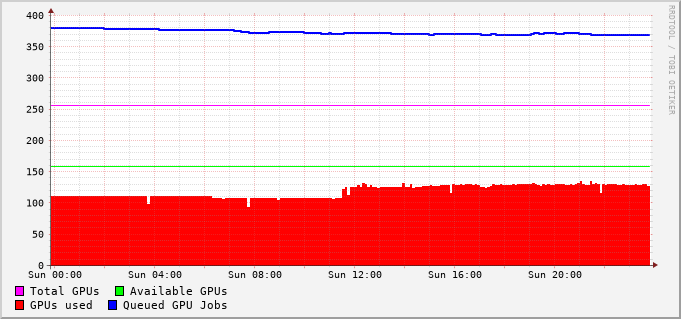 400
350
300
250
200
150
100
50
0
Sun 00:00 Sun 04:00 Sun 08:00 Sun 12:00 Sun 16:00 Sun 20:00
Total GPUs Available GPUs
GPUs used Queued GPU Jobs
RRDTOOL / TOBI OETIKER